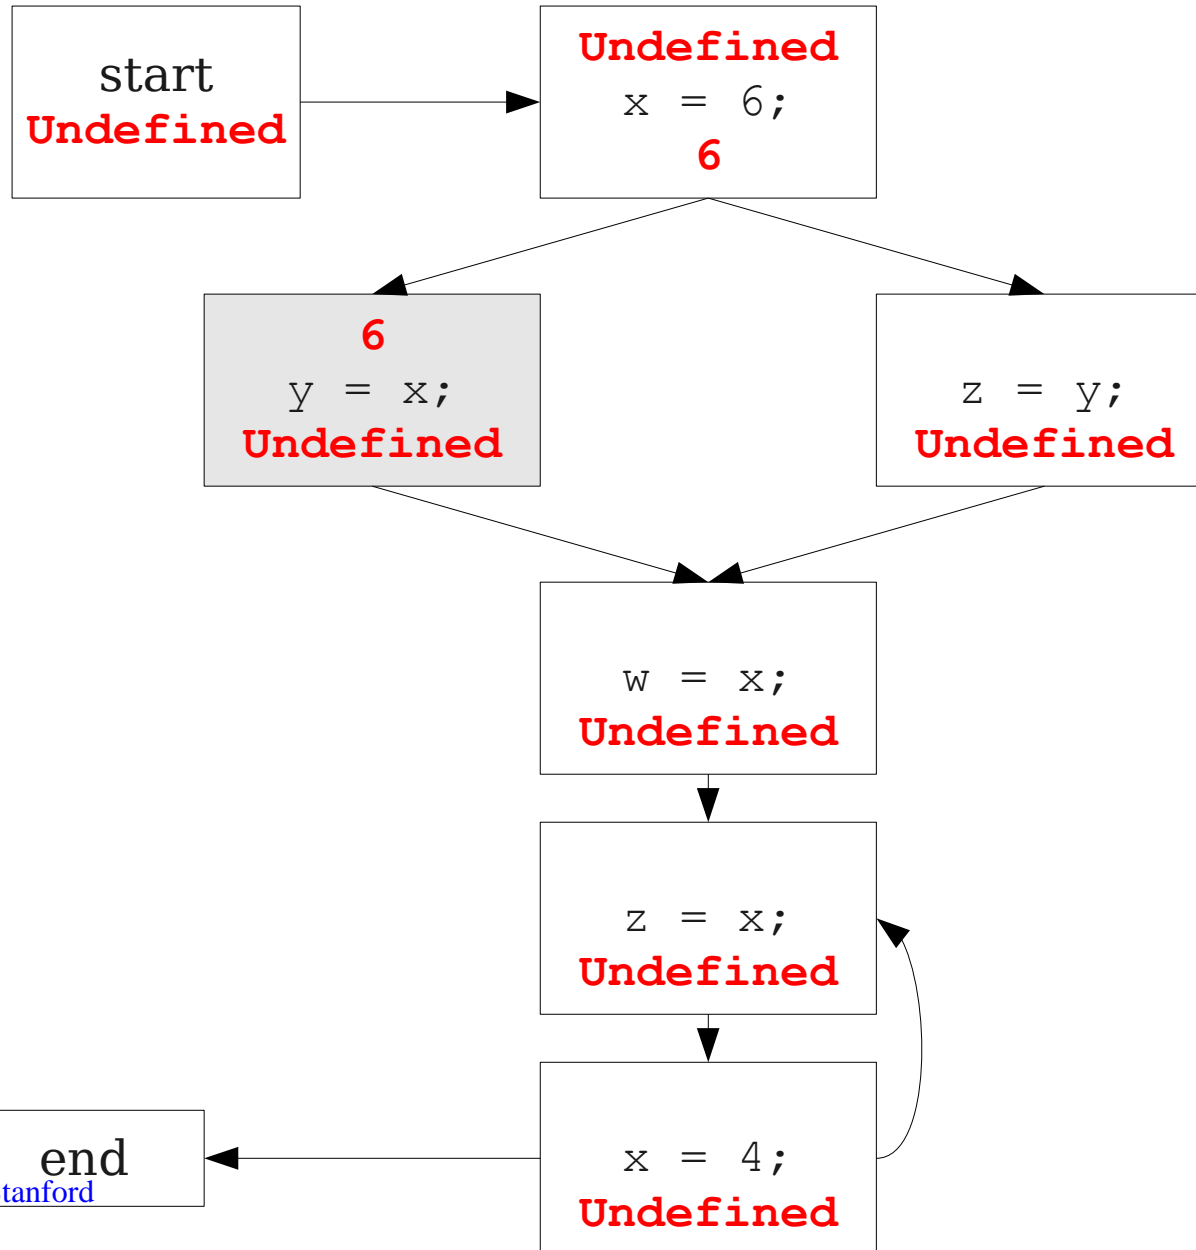 start
Undefined
Undefined
x = 6;
6
6
y = x;
Undefined
z = y;
Undefined
w = x;
Undefined
z = x;
Undefined
x = 4;
Undefined
end
tanford